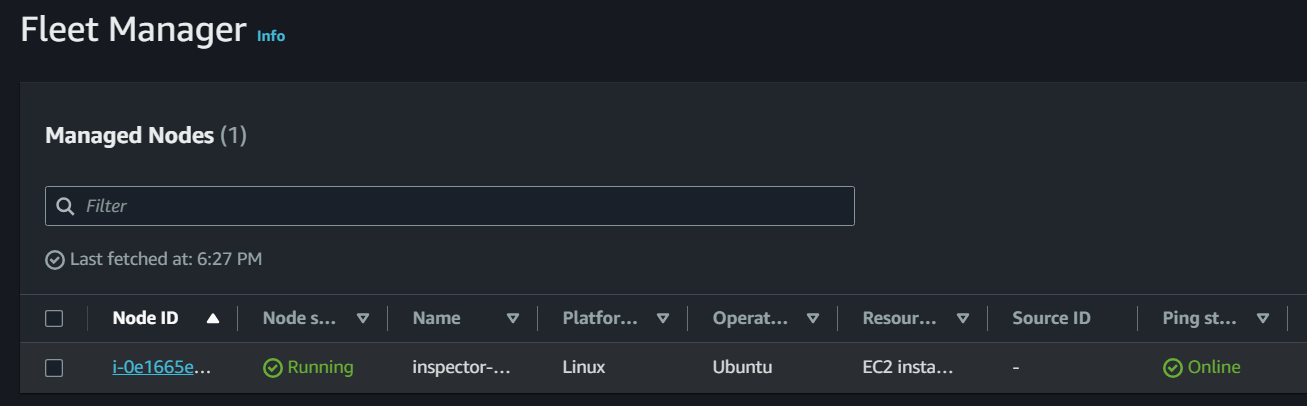 Fleet Manager Info
Managed Nodes (1)
Filter
Last fetched at: 6:27 PM
Node ID Node s... Name Platfor... Operat... Resour... Source ID Ping st...
i-0e1665e... Running inspector-... Linux Ubuntu EC2 insta... - Online